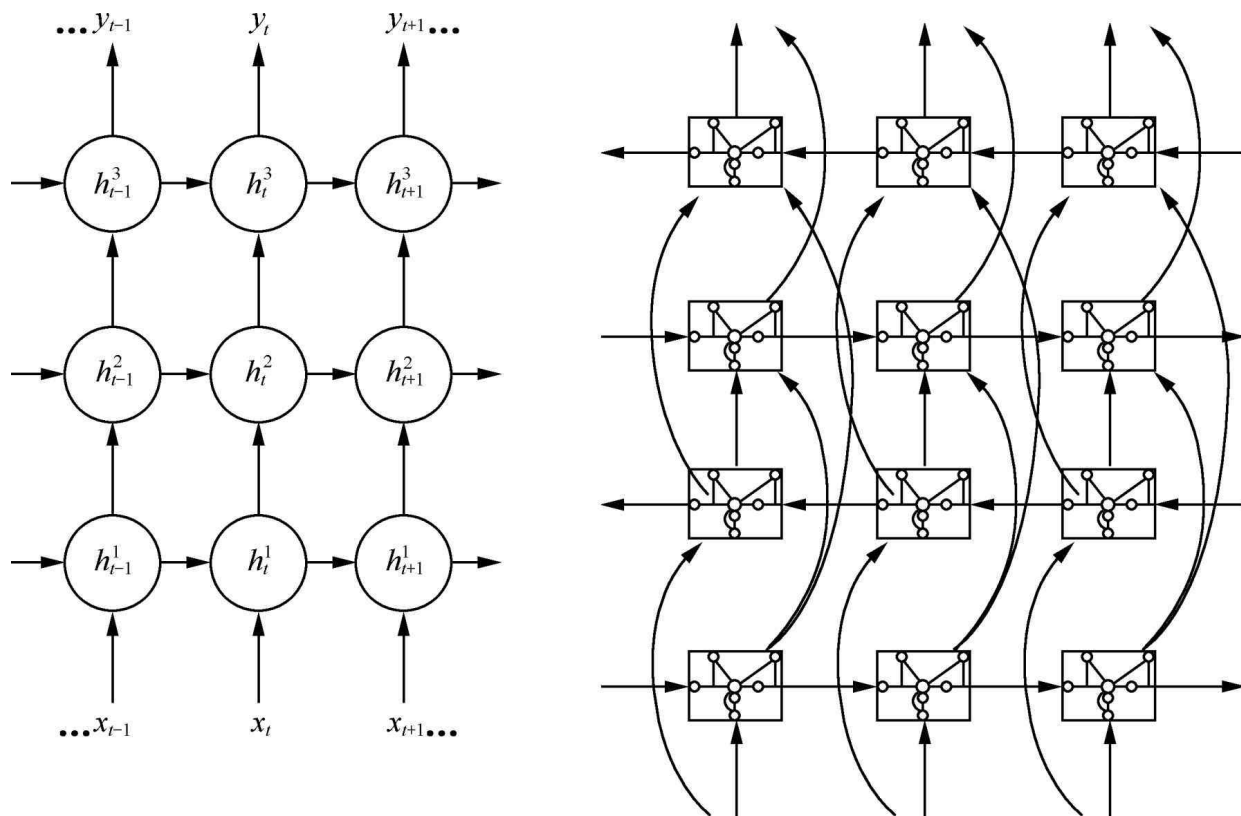 ... y_{t-1} y_t y_{t+1} ...
h^3_{t-1} h^3_t h^3_{t+1}
h^2_{t-1} h^2_t h^2_{t+1}
h^1_{t-1} h^1_t h^1_{t+1}
... x_{t-1} x_t x_{t+1} ...